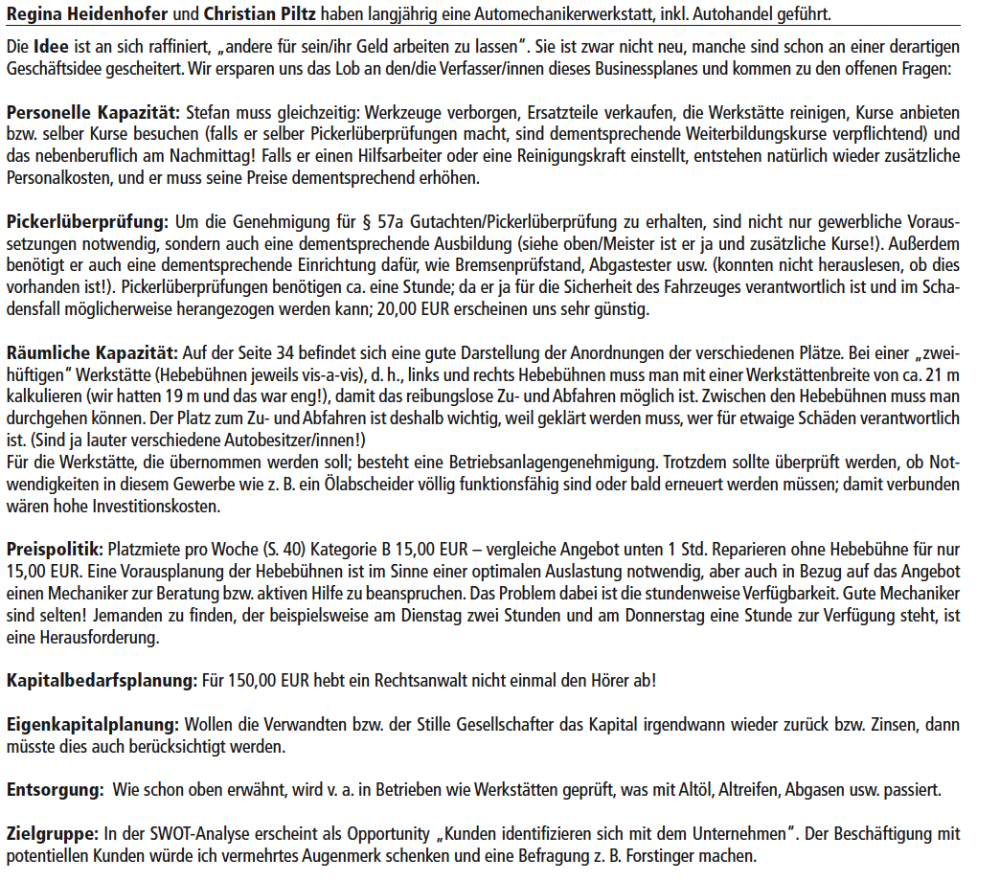 Regina Heidenhofer und Christian Piltz haben langjährig eine Automechanikerwerkstatt, inkl. Autohandel geführt.
Die Idee ist an sich raffiniert, „andere für sein/ihr Geld arbeiten zu lassen“. Sie ist zwar nicht neu, manche sind schon an einer derartigen
Geschäftsidee gescheitert. Wir ersparen uns das Lob an den/die Verfasser/innen dieses Businessplanes und kommen zu den offenen Fragen:
Personelle Kapazität: Stefan muss gleichzeitig: Werkzeuge verborgen, Ersatzteile verkaufen, die Werkstätte reinigen, Kurse anbieten
bzw. selber Kurse besuchen (falls er selber Pickerlüberprüfungen macht, sind dementsprechende Weiterbildungskurse verpflichtend) und
das nebenberuflich am Nachmittag! Falls er einen Hilfsarbeiter oder eine Reinigungskraft einstellt, entstehen natürlich wieder zusätzliche
Personalkosten, und er muss seine Preise dementsprechend erhöhen.
Pickerlüberprüfung: Um die Genehmigung für § 57a Gutachten/Pickerlüberprüfung zu erhalten, sind nicht nur gewerbliche Voraus-
setzungen notwendig, sondern auch eine dementsprechende Ausbildung (siehe oben/Meister ist er ja und zusätzliche Kurse!). Außerdem
benötigt er auch eine dementsprechende Einrichtung dafür, wie Bremsenprüfstand, Abgastester usw. (konnten nicht herauslesen, ob dies
vorhanden ist!). Pickerlüberprüfungen benötigen ca. eine Stunde; da er ja für die Sicherheit des Fahrzeuges verantwortlich ist und im Scha-
densfall möglicherweise herangezogen werden kann; 20,00 EUR erscheinen uns sehr günstig.
Räumliche Kapazität: Auf der Seite 34 befindet sich eine gute Darstellung der Anordnungen der verschiedenen Plätze. Bei einer „zwei-
hüftigen“ Werkstätte (Hebebühnen jeweils vis-a-vis), d. h., links und rechts Hebebühnen muss man mit einer Werkstättenbreite von ca. 21 m
kalkulieren (wir hatten 19 m und das war eng!), damit das reibungslose Zu- und Abfahren möglich ist. Zwischen den Hebebühnen muss man
durchgehen können. Der Platz zum Zu- und Abfahren ist deshalb wichtig, weil geklärt werden muss, wer für etwaige Schäden verantwortlich
ist. (Sind ja lauter verschiedene Autobesitzer/innen!)
Für die Werkstätte, die übernommen werden soll; besteht eine Betriebsanlagengenehmigung. Trotzdem sollte überprüft werden, ob Not-
wendigkeiten in diesem Gewerbe wie z. B. ein Ölabscheider völlig funktionsfähig sind oder bald erneuert werden müssen; damit verbunden
wären hohe Investitionskosten.
Preispolitik: Platzmiete pro Woche (S. 40) Kategorie B 15,00 EUR – vergleiche Angebot unten 1 Std. Reparieren ohne Hebebühne für nur
15,00 EUR. Eine Vorausplanung der Hebebühnen ist im Sinne einer optimalen Auslastung notwendig, aber auch in Bezug auf das Angebot
einen Mechaniker zur Beratung bzw. aktiven Hilfe zu beanspruchen. Das Problem dabei ist die stundenweise Verfügbarkeit. Gute Mechaniker
sind selten! Jemanden zu finden, der beispielsweise am Dienstag zwei Stunden und am Donnerstag eine Stunde zur Verfügung steht, ist
eine Herausforderung.
Kapitalbedarfsplanung: Für 150,00 EUR hebt ein Rechtsanwalt nicht einmal den Hörer ab!
Eigenkapitalplanung: Wollen die Verwandten bzw. der Stille Gesellschafter das Kapital irgendwann wieder zurück bzw. Zinsen, dann
müsste dies auch berücksichtigt werden.
Entsorgung: Wie schon oben erwähnt, wird v. a. in Betrieben wie Werkstätten geprüft, was mit Altöl, Altreifen, Abgasen usw. passiert.
Zielgruppe: In der SWOT-Analyse erscheint als Opportunity „Kunden identifizieren sich mit dem Unternehmen“. Der Beschäftigung mit
potentiellen Kunden würde ich vermehrtes Augenmerk schenken und eine Befragung z. B. Forstinger machen.